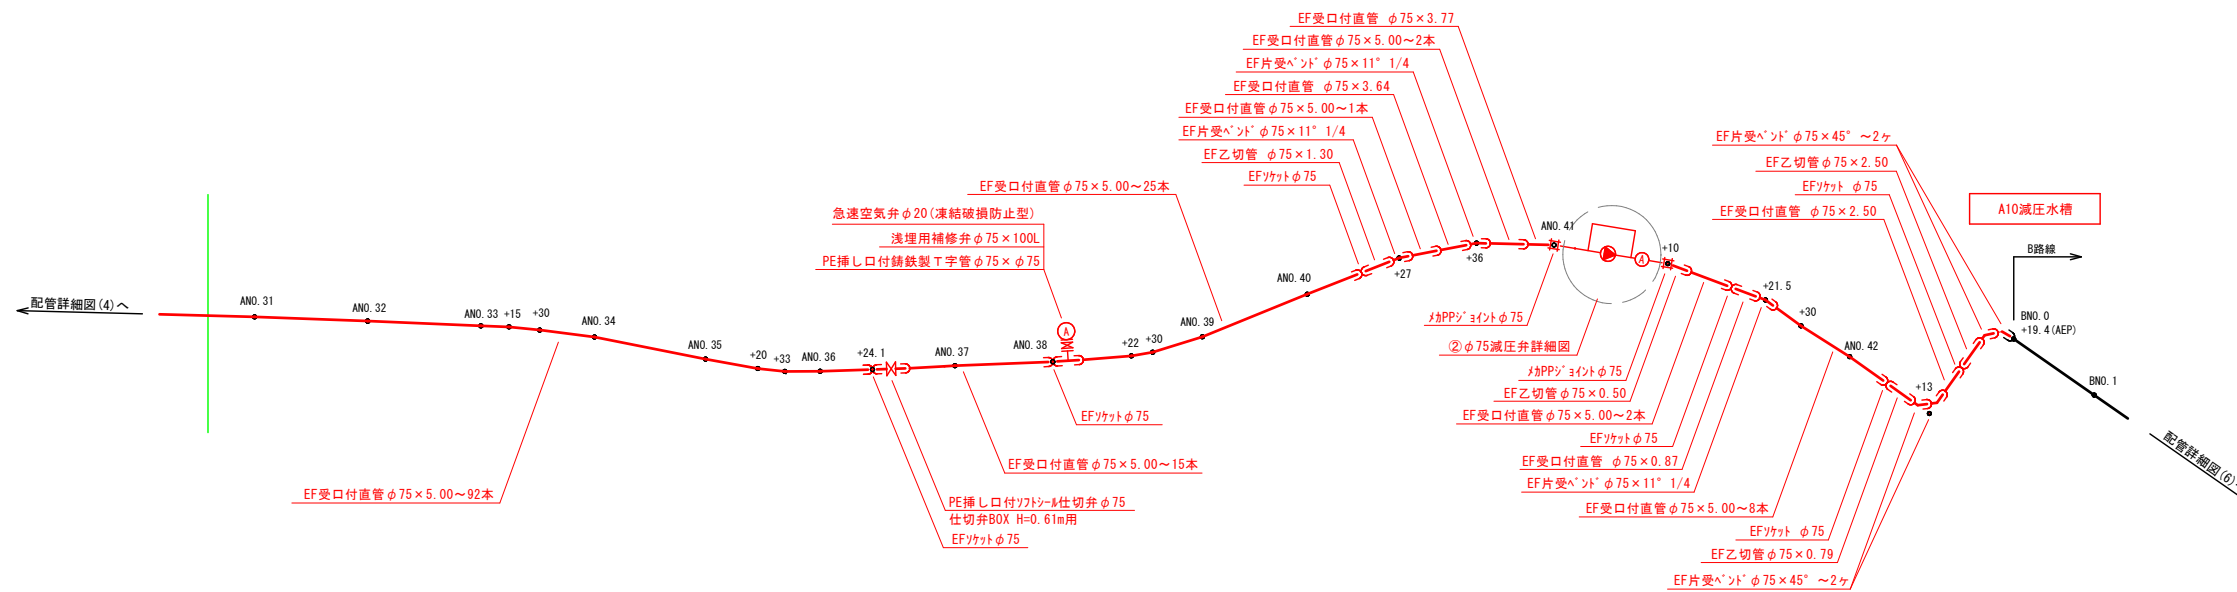 EF受口付直管 φ75×3.77
EF受口付直管φ75×5.00～2本
EF片受ベンドφ75×11° 1/4
EF受口付直管 φ75×3.64
EF受口付直管φ75×5.00～1本
EF片受ベンドφ75×11° 1/4
EF乙切管 φ75×1.30
EFソケットφ75
EF受口付直管φ75×5.00～25本
急速空気弁φ20(凍結破損防止型)
浅埋用補修弁φ75×100L
PE挿し口付鋳鉄製T字管φ75×φ75
A
EF片受ベンドφ75×45° ～2ヶ
EF乙切管φ75×2.50
EFソケット φ75
EF受口付直管 φ75×2.50
A10減圧水槽
B路線
BNO.0
+19.4(AEP)
BNO.1
配管詳細図(6)
配管詳細図(4)へ
ANO.31
ANO.32
ANO.33
+15
+30
ANO.34
ANO.35
+20
+33
ANO.36
+24.1
ANO.37
ANO.38
+22
+30
ANO.39
ANO.40
+27
+36
ANO.41
A
+10
+21.5
+30
ANO.42
+13
メカPPジョイントφ75
②φ75減圧弁詳細図
メカPPジョイントφ75
EF乙切管φ75×0.50
EF受口付直管φ75×5.00～2本
EFソケットφ75
EF受口付直管 φ75×0.87
EF片受ベンドφ75×11° 1/4
EF受口付直管φ75×5.00～8本
EFソケット φ75
EF乙切管φ75×0.79
EF片受ベンドφ75×45° ～2ヶ
EFソケットφ75
EF受口付直管φ75×5.00～15本
EF受口付直管φ75×5.00～92本
PE挿し口付ソフトシール仕切弁φ75
仕切弁BOX H=0.61m用
EFソケットφ75